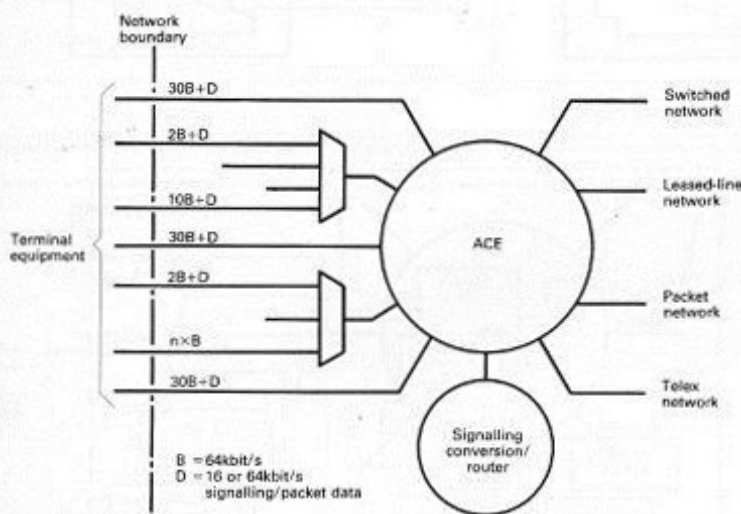 Network
boundary
30B+D
2B+D
10B+D
Terminal
equipment
30B+D
2B+D
n×B
30B+D
ACE
Switched
network
Leased-line
network
Packet
network
Telex
network
Signalling
conversion/
router
B = 64kbit/s
D = 16 or 64kbit/s
signalling/packet data